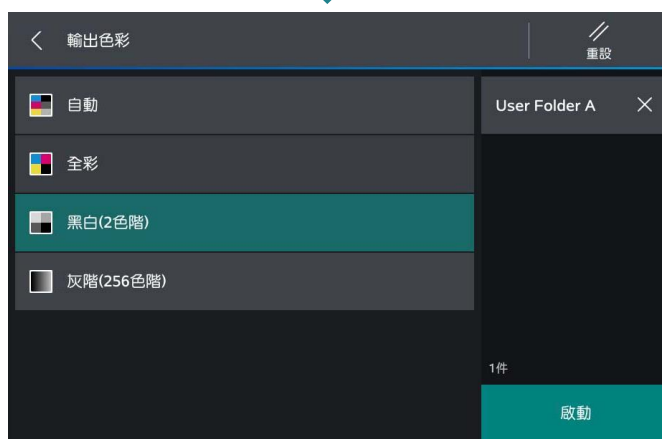 輸出色彩
重設
自動
全彩
黑白(2色階)
灰階(256色階)
User Folder A
1件
啟動